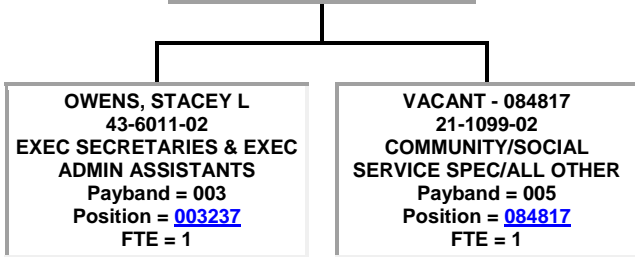 OWENS, STACEY L
43-6011-02
EXEC SECRETARIES & EXEC
ADMIN ASSISTANTS
Payband = 003
Position = 003237
FTE = 1
VACANT - 084817
21-1099-02
COMMUNITY/SOCIAL
SERVICE SPEC/ALL OTHER
Payband = 005
Position = 084817
FTE = 1